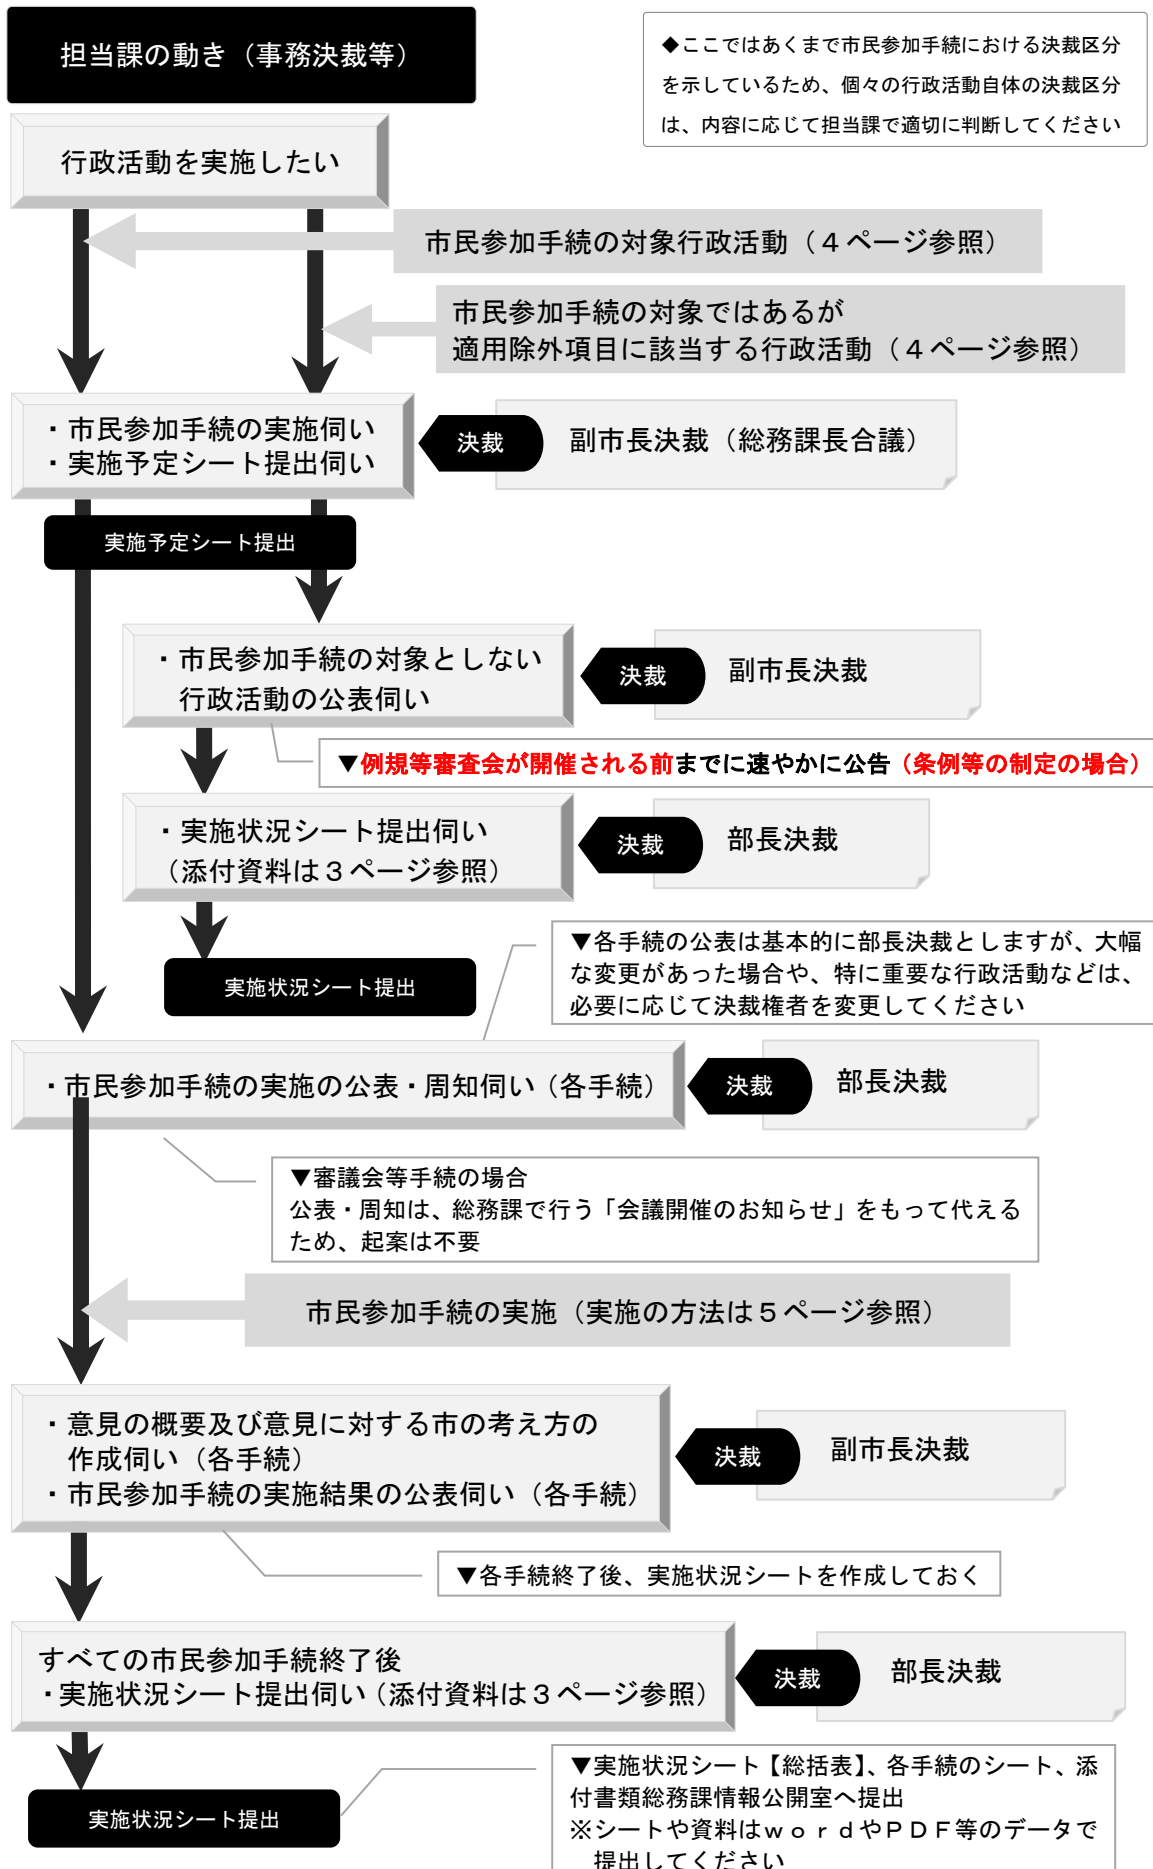 担当課の動き（事務決裁等）
◆ここではあくまで市民参加手続における決裁区分
を示しているため、個々の行政活動自体の決裁区分
は、内容に応じて担当課で適切に判断してください
行政活動を実施したい
市民参加手続の対象行政活動（４ページ参照）
市民参加手続の対象ではあるが
適用除外項目に該当する行政活動（４ページ参照）
・市民参加手続の実施伺い
・実施予定シート提出伺い
決裁
副市長決裁（総務課長合議）
実施予定シート提出
・市民参加手続の対象としない
行政活動の公表伺い
決裁
副市長決裁
▼例規等審査会が開催される前までに速やかに公告（条例等の制定の場合）
・実施状況シート提出伺い
（添付資料は３ページ参照）
決裁
部長決裁
実施状況シート提出
▼各手続の公表は基本的に部長決裁としますが、大幅
な変更があった場合や、特に重要な行政活動などは、
必要に応じて決裁権者を変更してください
・市民参加手続の実施の公表・周知伺い（各手続）
決裁
部長決裁
▼審議会等手続の場合
公表・周知は、総務課で行う「会議開催のお知らせ」をもって代える
ため、起案は不要
市民参加手続の実施（実施の方法は５ページ参照）
・意見の概要及び意見に対する市の考え方の
作成伺い（各手続）
・市民参加手続の実施結果の公表伺い（各手続）
決裁
副市長決裁
▼各手続終了後、実施状況シートを作成しておく
すべての市民参加手続終了後
・実施状況シート提出伺い（添付資料は３ページ参照）
決裁
部長決裁
実施状況シート提出
▼実施状況シート【総括表】、各手続のシート、添
付書類総務課情報公開室へ提出
※シートや資料はｗｏｒｄやＰＤＦ等のデータで
提出してください